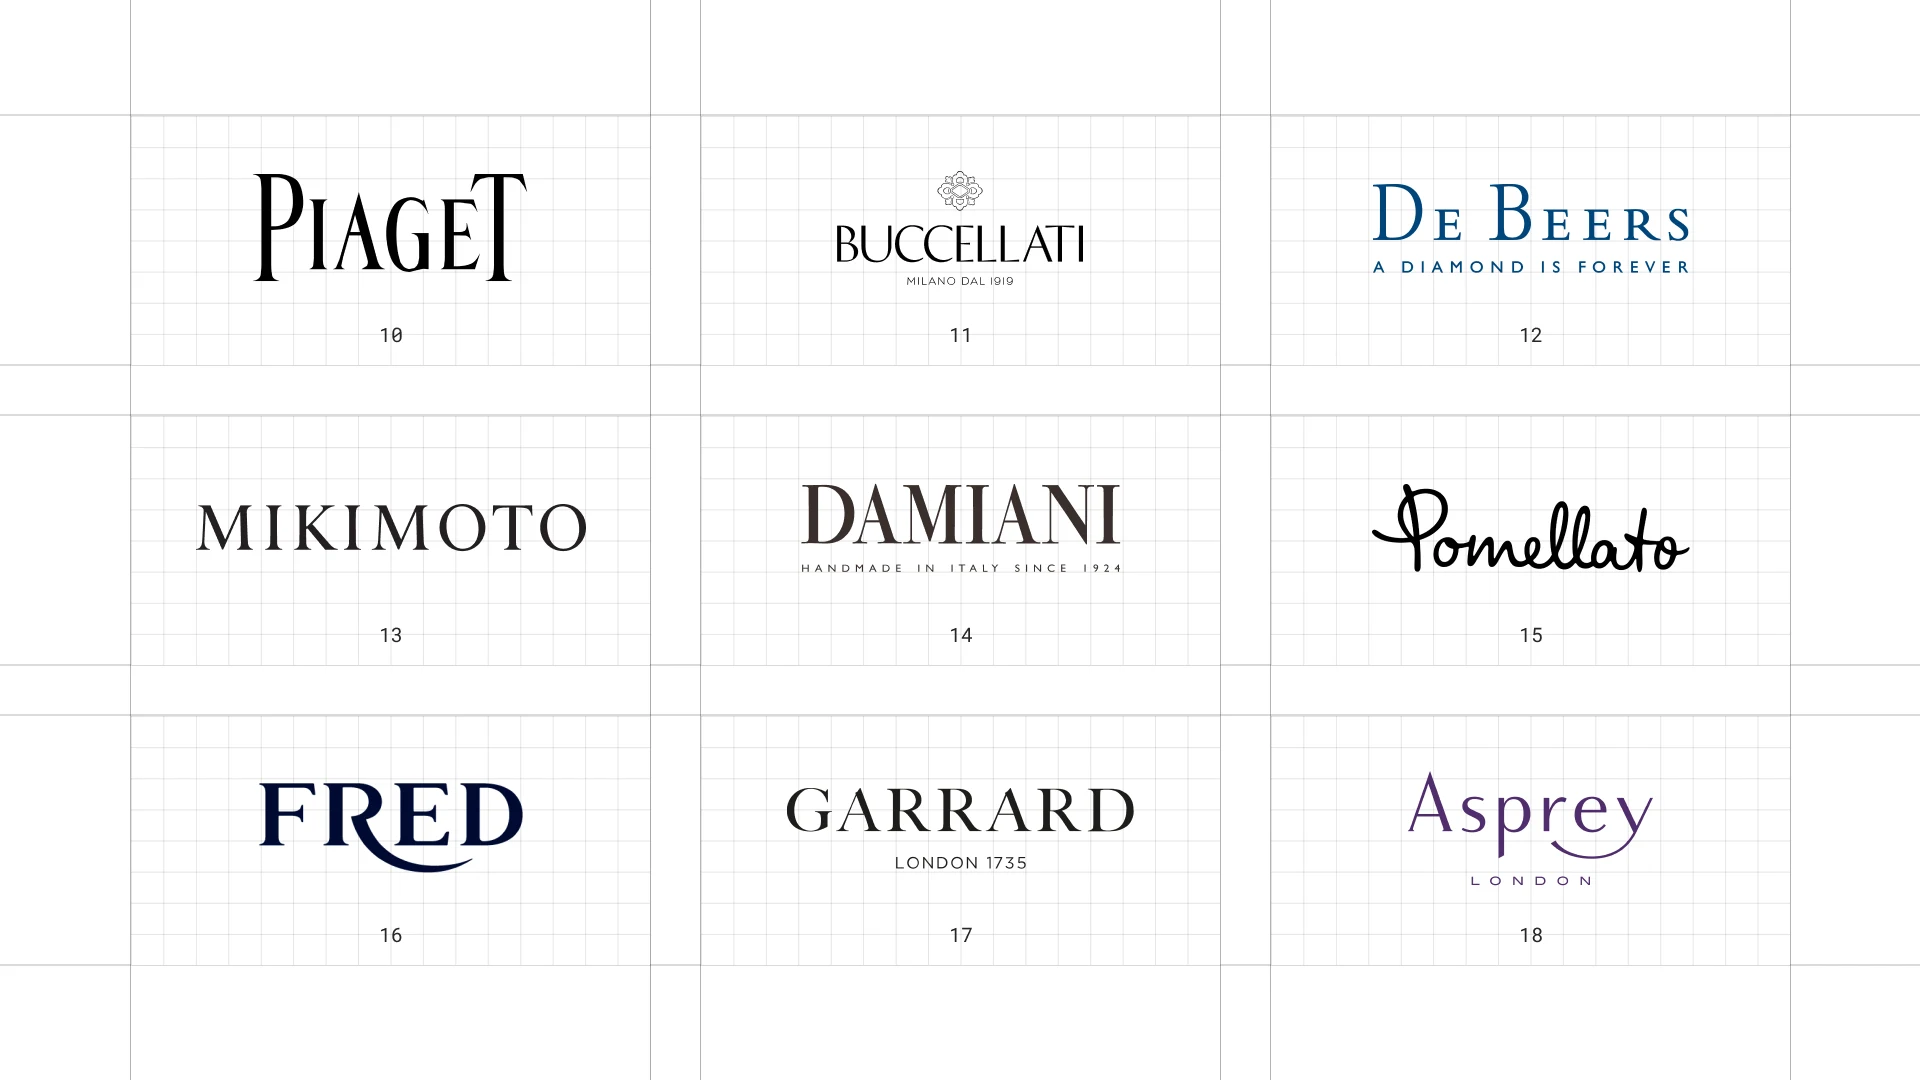 PIAGET
10
BUCCELLATI
MILANO DAL 1919
11
DE BEERS
A DIAMOND IS FOREVER
12
MIKIMOTO
13
DAMIANI
HANDMADE IN ITALY SINCE 1924
14
Pomellato
15
FRED
16
GARRARD
LONDON 1735
17
Asprey
LONDON
18